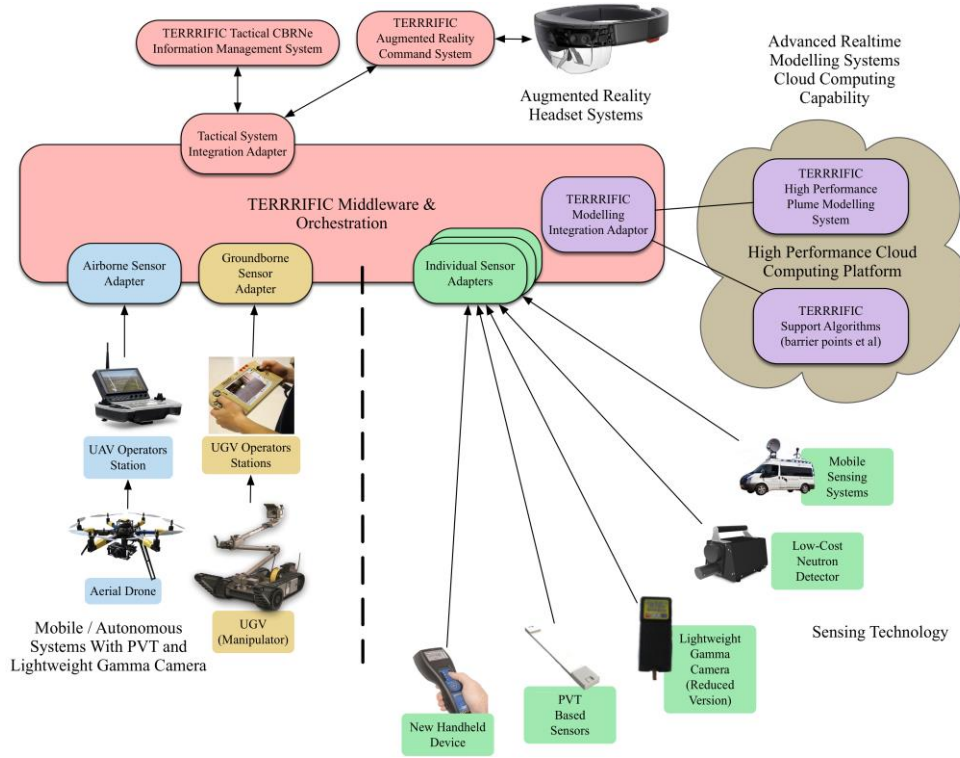 TERRRIFIC Tactical CBRNe
Information Management System
TERRRIFIC
Augmented Reality
Command System
Augmented Reality
Headset Systems
Advanced Realtime
Modelling Systems
Cloud Computing
Capability
Tactical System
Integration Adapter
TERRRIFIC Middleware &
Orchestration
TERRRIFIC
Modelling
Integration Adaptor
TERRRIFIC
High Performance
Plume Modelling
System
High Performance Cloud
Computing Platform
TERRRIFIC
Support Algorithms
(barrier points et al)
Airborne Sensor
Adapter
Groundborne
Sensor
Adapter
Individual Sensor
Adapters
UAV Operators
Station
UGV Operators
Stations
Aerial Drone
UGV
(Manipulator)
Mobile / Autonomous
Systems With PVT and
Lightweight Gamma Camera
Mobile
Sensing
Systems
Low-Cost
Neutron
Detector
Sensing Technology
Lightweight
Gamma
Camera
(Reduced
Version)
PVT
Based
Sensors
New Handheld
Device